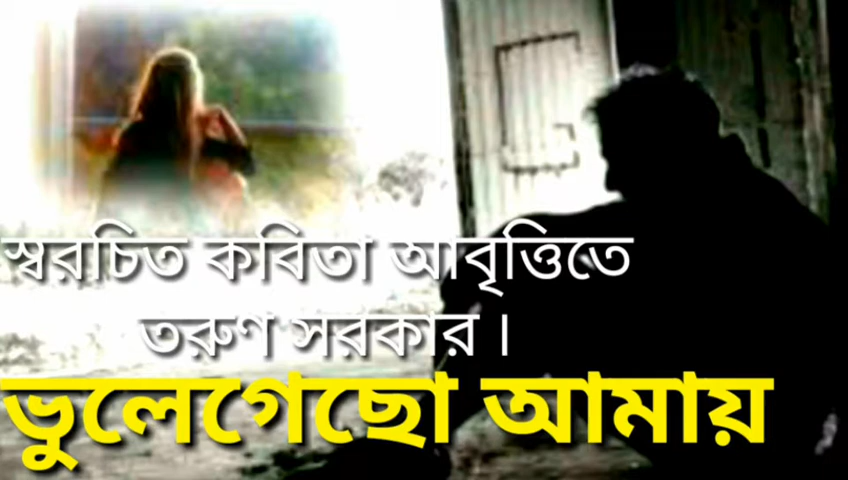 স্বরচিত কবিতা আবৃত্তিতে
তরুণ সরকার।
ভুলেগেছো আমায়